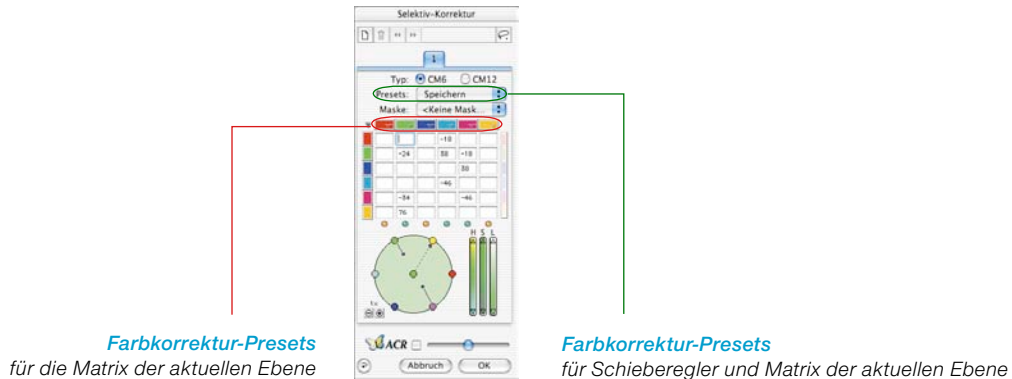 Selektiv-Korrektur
1
Typ: CM6 CM12
Presets: Speichern
Maske: <Keine Mask...
-18
-24 38 -18
38
-46
-34 -46
76
H S L
1x
ACR
Abbruch OK
Farbkorrektur-Presets
für die Matrix der aktuellen Ebene
Farbkorrektur-Presets
für Schieberegler und Matrix der aktuellen Ebene